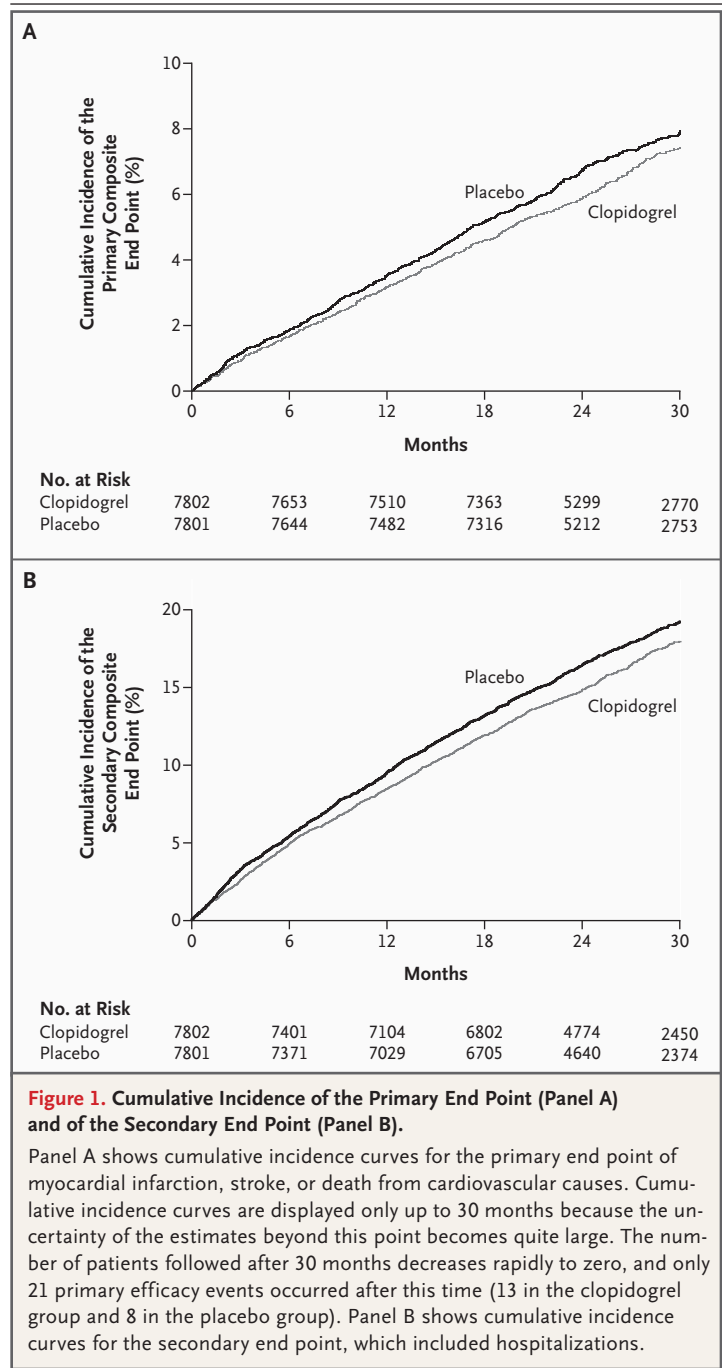 A
Cumulative Incidence of the
Primary Composite
End Point (%)
10
8
6
4
2
0
Placebo
Clopidogrel
0 6 12 18 24 30
Months
No. at Risk
Clopidogrel 7802 7653 7510 7363 5299 2770
Placebo 7801 7644 7482 7316 5212 2753
B
Cumulative Incidence of the
Secondary Composite
End Point (%)
20
15
10
5
0
Placebo
Clopidogrel
0 6 12 18 24 30
Months
No. at Risk
Clopidogrel 7802 7401 7104 6802 4774 2450
Placebo 7801 7371 7029 6705 4640 2374
Figure 1. Cumulative Incidence of the Primary End Point (Panel A)
and of the Secondary End Point (Panel B).
Panel A shows cumulative incidence curves for the primary end point of
myocardial infarction, stroke, or death from cardiovascular causes. Cumu-
lative incidence curves are displayed only up to 30 months because the un-
certainty of the estimates beyond this point becomes quite large. The num-
ber of patients followed after 30 months decreases rapidly to zero, and only
21 primary efficacy events occurred after this time (13 in the clopidogrel
group and 8 in the placebo group). Panel B shows cumulative incidence
curves for the secondary end point, which included hospitalizations.